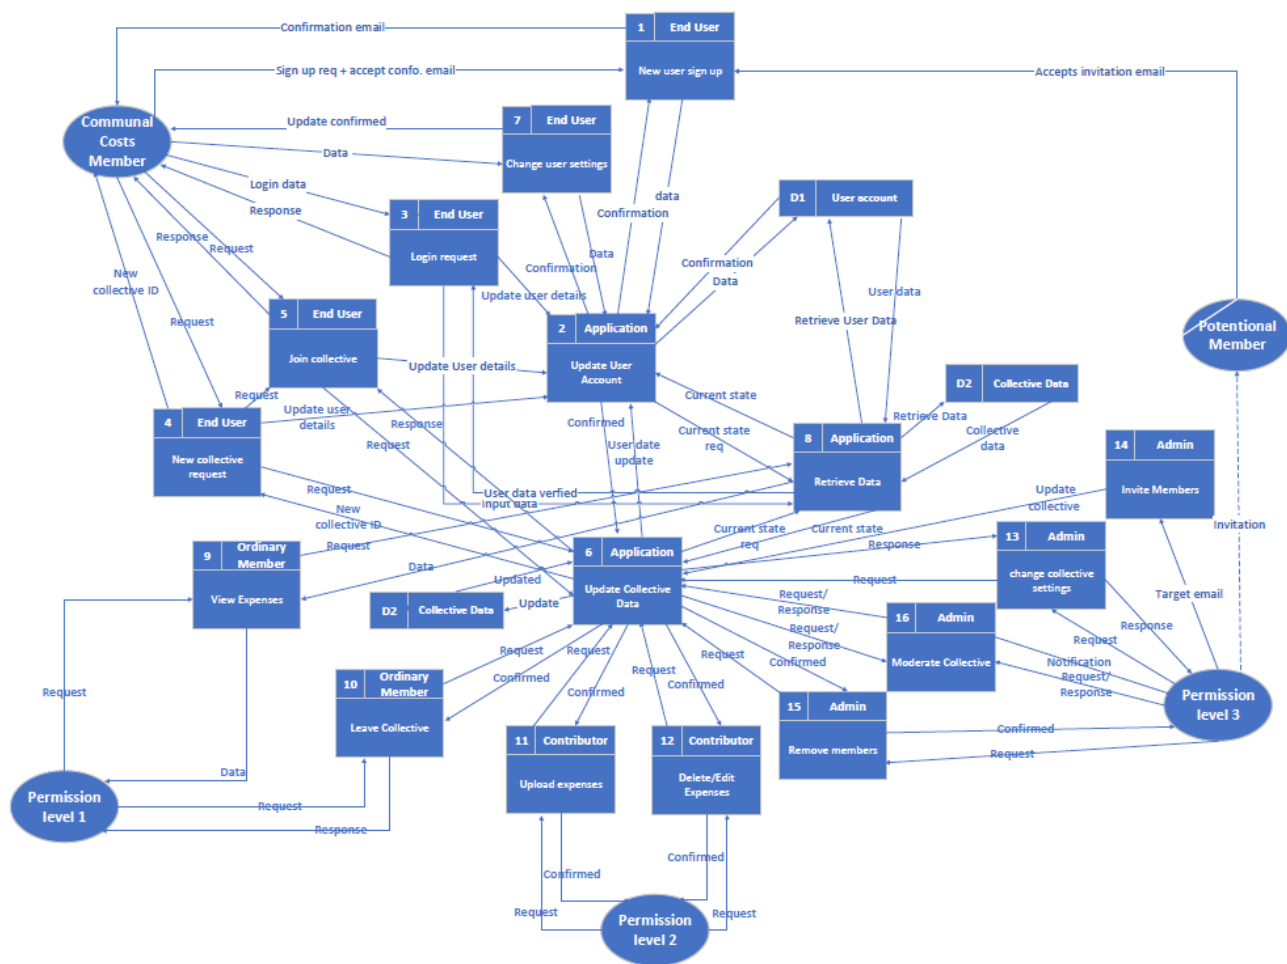 Confirmation email
1 End User
New user sign up
Sign up req + accept confo. email
Accepts invitation email
Communal
Costs
Member
Update confirmed
7 End User
Change user settings
Data
Login data
Response
3 End User
Login request
data
Confirmation
D1 User account
Response
Request
New
collective ID
Confirmation
Data
Confirmation
Data
User data
Update user details
Request
5 End User
Join collective
2 Application
Update User
Account
Retrieve User Data
Potentional
Member
Update User details
Request
D2 Collective Data
Current state
4 End User
New collective
request
Update user
details
Response
Confirmed
User date
update
Current state
req
Retrieve Data
Collective
data
8 Application
Retrieve Data
14 Admin
Invite Members
Request
Request
User data verfied
Input data
Update
collective
New
collective ID
Request
Current state
req
Current state
Response
Invitation
9 Ordinary
Member
View Expenses
6 Application
Update Collective
Data
13 Admin
change collective
settings
Data
Updated
Request
D2 Collective Data
Update
Request/
Response
Request/
Response
Target email
16 Admin
Moderate Collective
Response
Request
Request
Request
Request
Request
Confirmed
Notification
Request/
Response
Request
10 Ordinary
Member
Leave Collective
Confirmed
Confirmed
Confirmed
15 Admin
Remove members
Permission
level 3
Confirmed
Request
11 Contributor
Upload expenses
12 Contributor
Delete/Edit
Expenses
Data
Permission
level 1
Request
Response
Confirmed
Confirmed
Request
Permission
level 2
Request